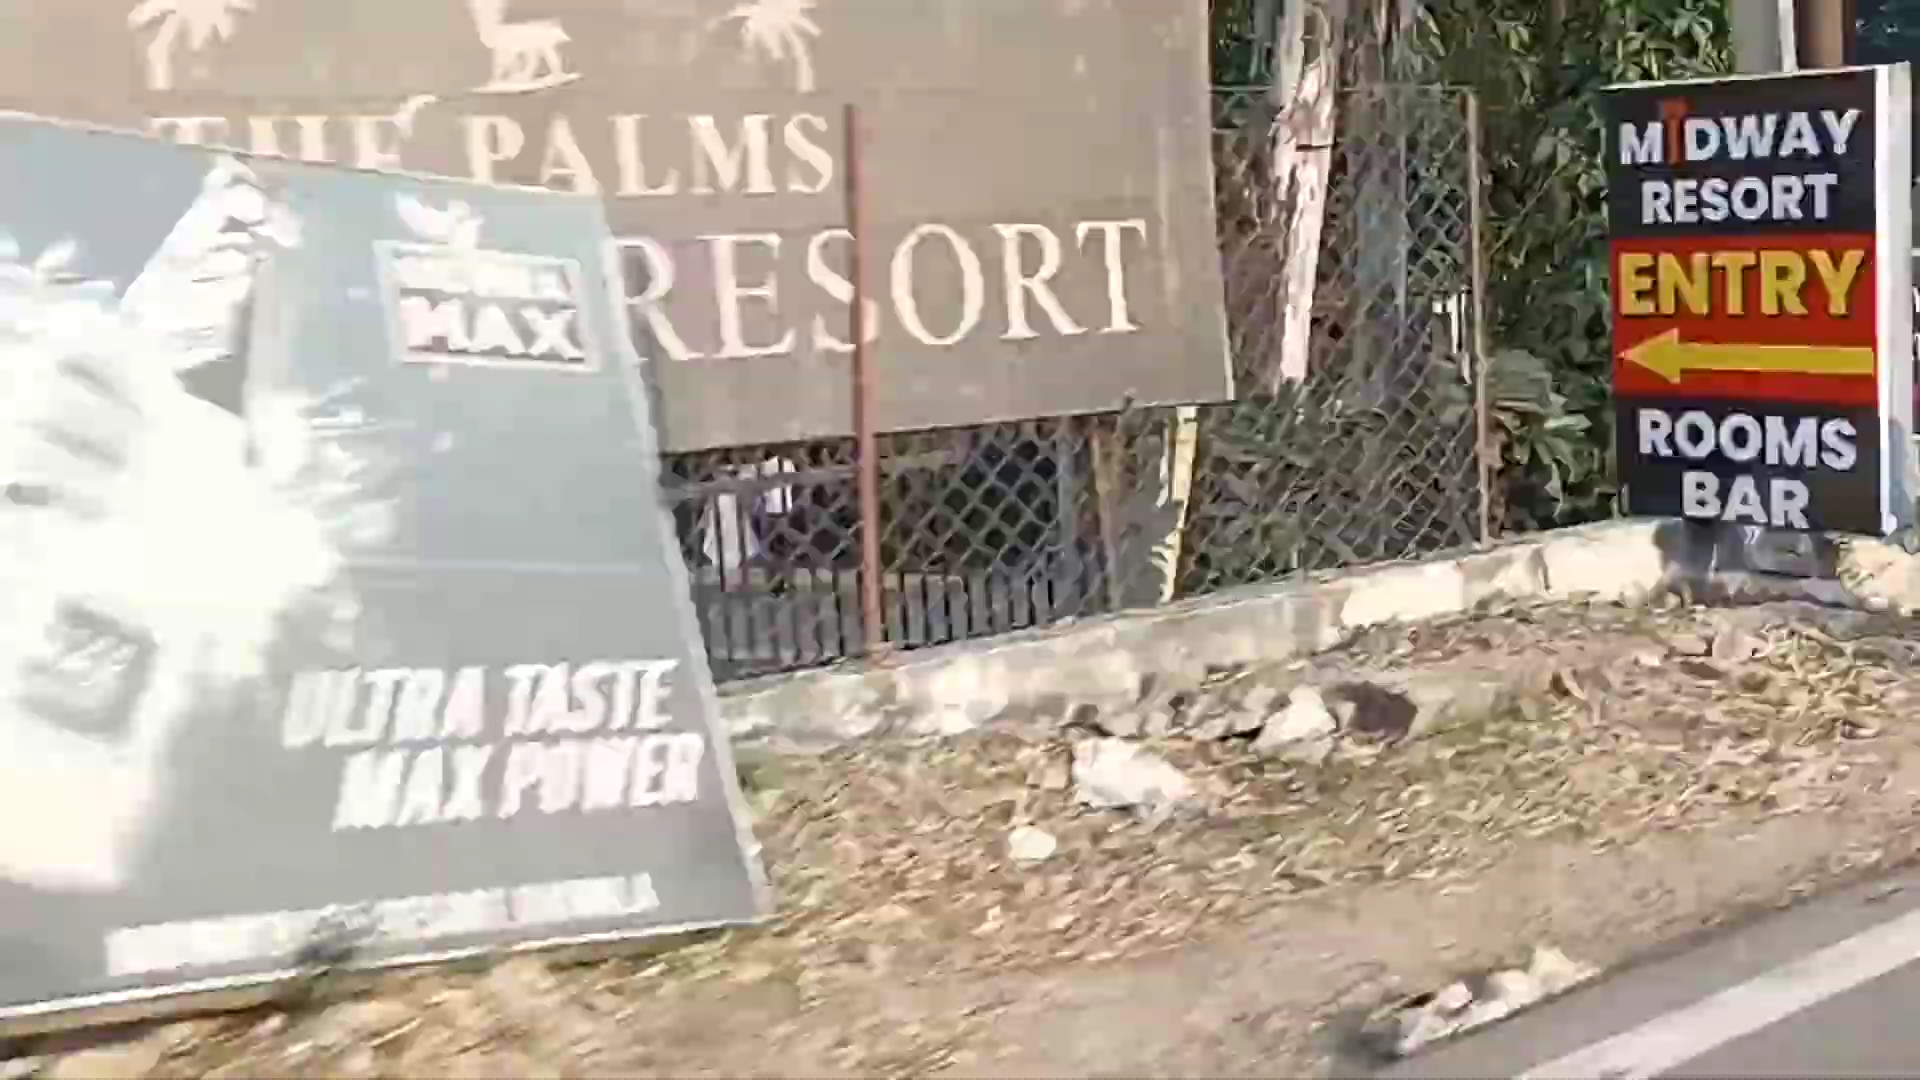 THE PALMS
RESORT
MAX
ULTRA TASTE
MAX POWER
MIDWAY
RESORT
ENTRY
ROOMS
BAR